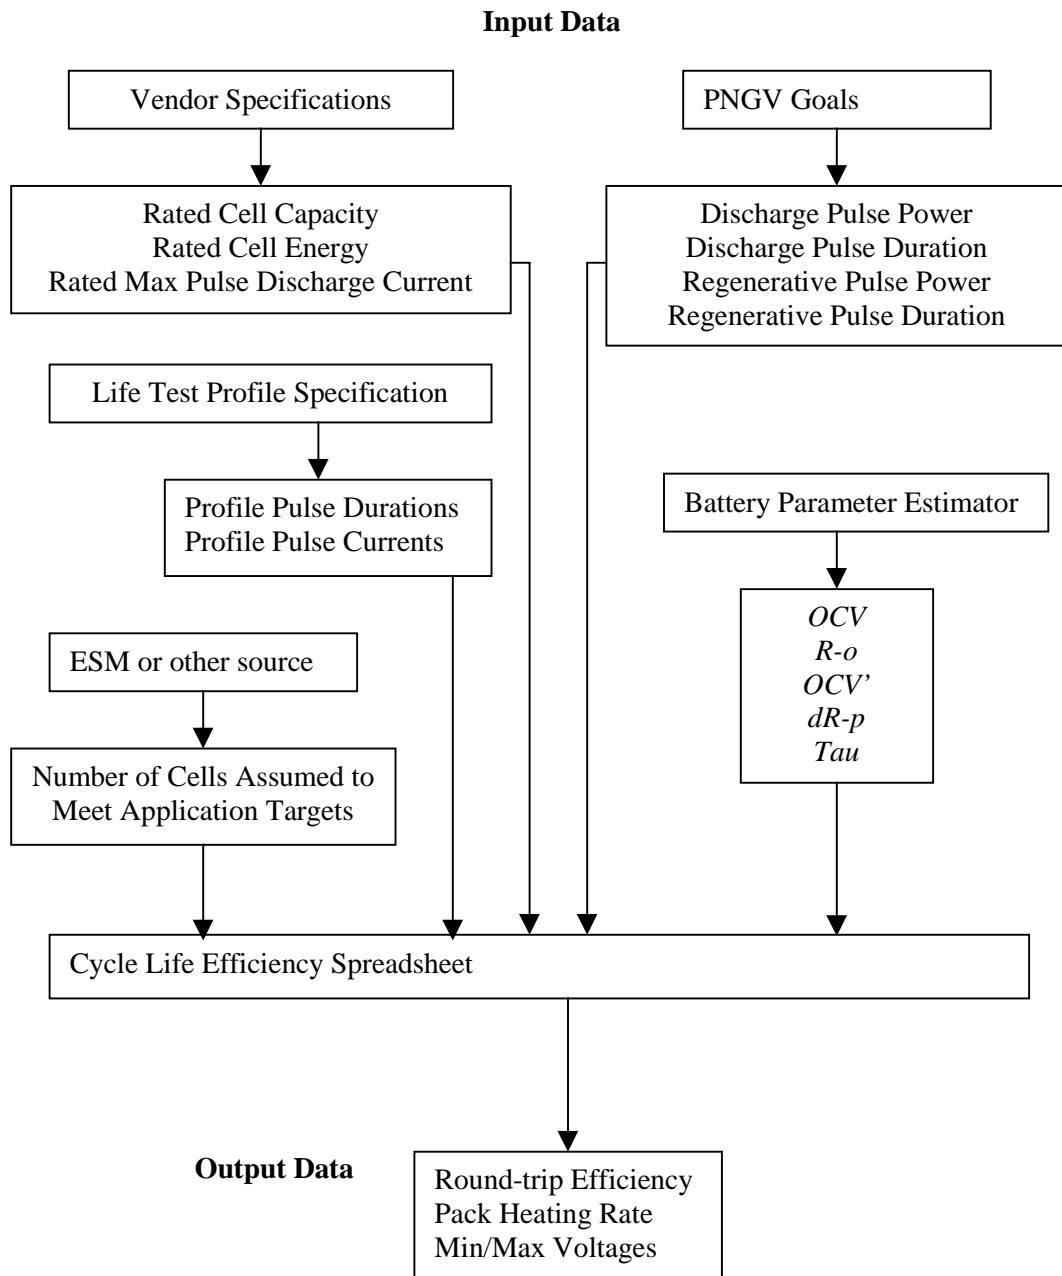 Input Data
Vendor Specifications
PNGV Goals
Rated Cell Capacity
Rated Cell Energy
Rated Max Pulse Discharge Current
Discharge Pulse Power
Discharge Pulse Duration
Regenerative Pulse Power
Regenerative Pulse Duration
Life Test Profile Specification
Profile Pulse Durations
Profile Pulse Currents
Battery Parameter Estimator
OCV
R-o
OCV’
dR-p
Tau
ESM or other source
Number of Cells Assumed to
Meet Application Targets
Cycle Life Efficiency Spreadsheet
Output Data
Round-trip Efficiency
Pack Heating Rate
Min/Max Voltages